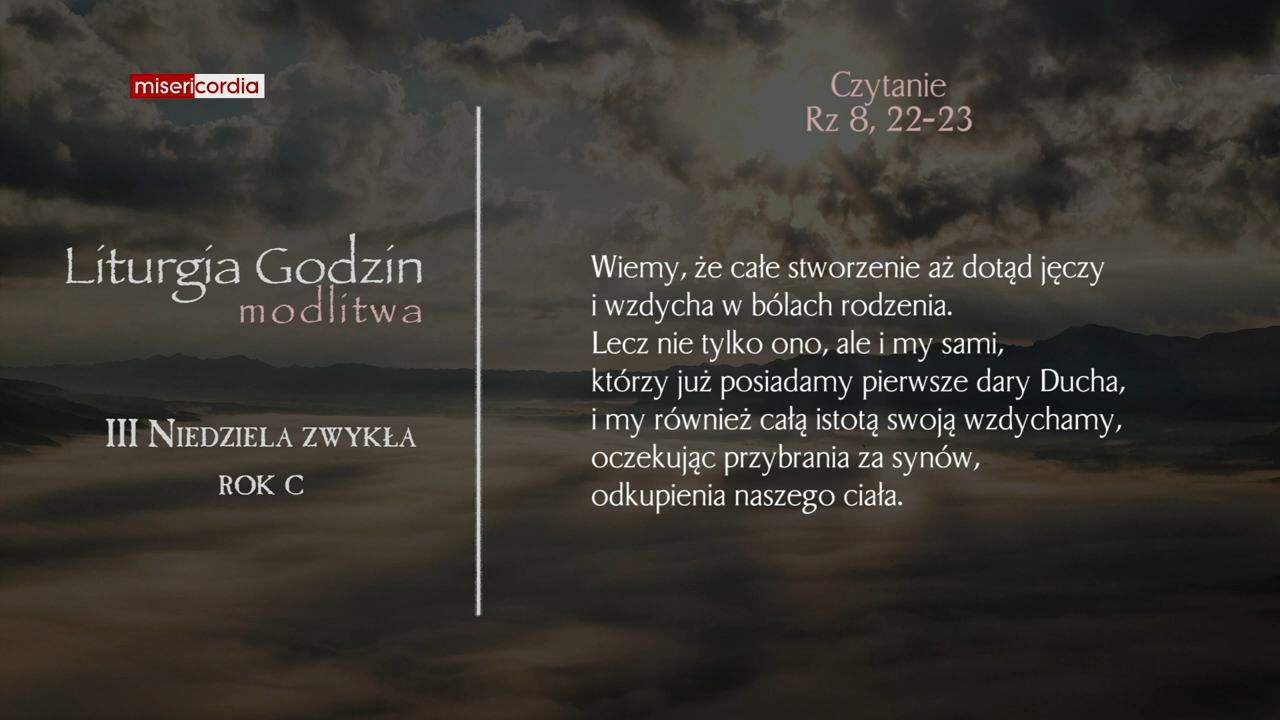 misericordia
Liturgia Godzin
modlitwa
III Niedziela zwykła
rok C
Czytanie
Rz 8, 22-23
Wiemy, że całe stworzenie aż dotąd jęczy
i wzdycha w bólach rodzenia.
Lecz nie tylko ono, ale i my sami,
którzy już posiadamy pierwsze dary Ducha,
i my również całą istotą swoją wzdychamy,
oczekując przybrania za synów,
odkupienia naszego ciała.